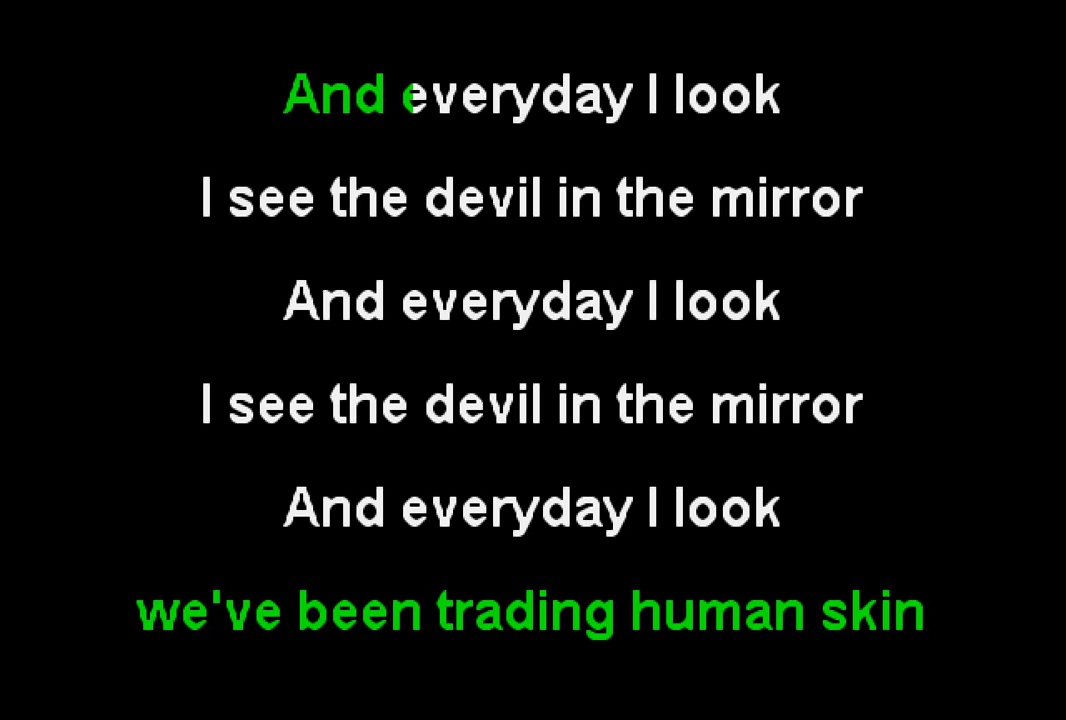 And everyday I look
I see the devil in the mirror
And everyday I look
I see the devil in the mirror
And everyday I look
we've been trading human skin